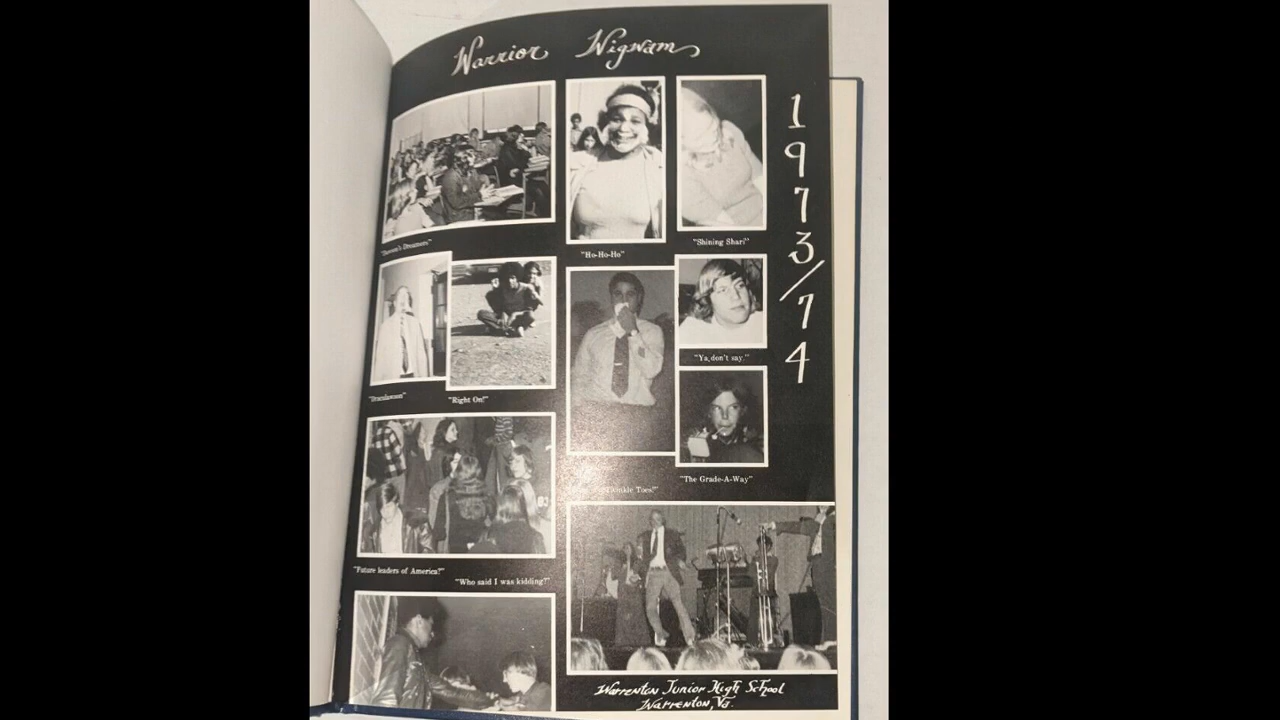 Warrior Wigwam
1973/74
"Ho-Ho-Ho"
"Shining Shari"
"Ya, don't say."
"Right On!"
"The Grade-A-Way"
Toes!"
"Future leaders of America!"
"Who said I was kidding?"
Warrenton Junior High School
Warrenton, Va.